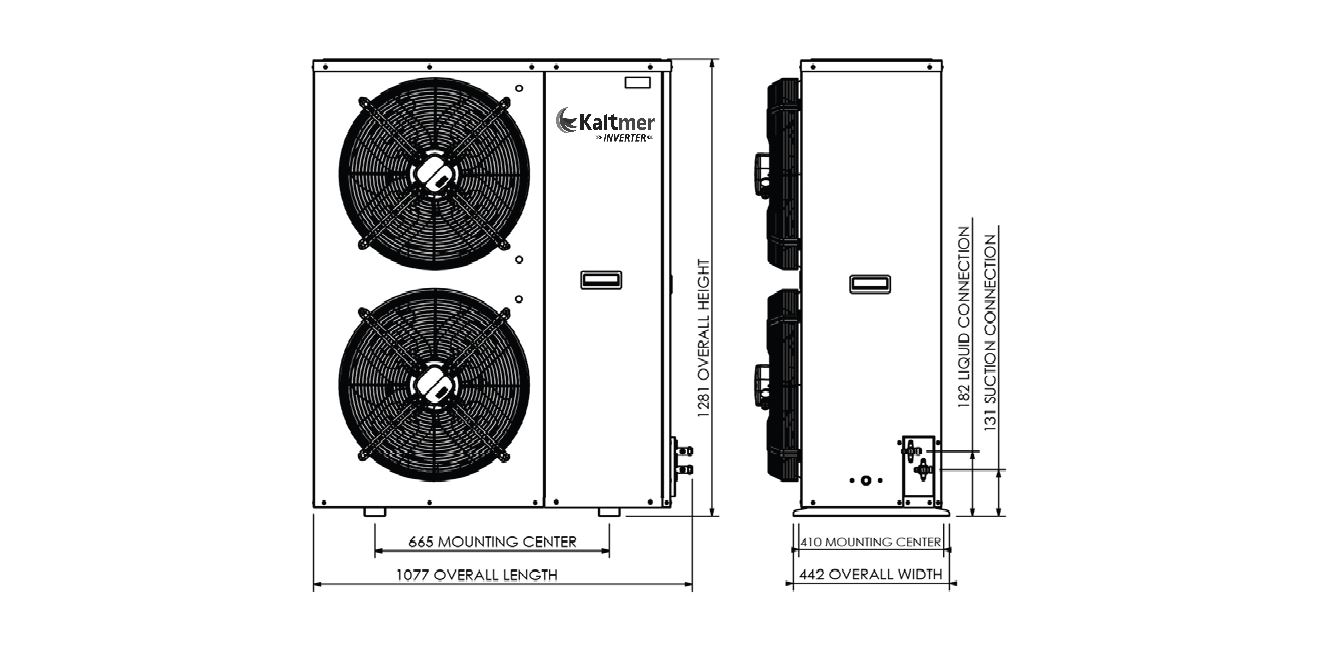 Kaltmer
» INVERTER «
1281 OVERALL HEIGHT
182 LIQUID CONNECTION
131 SUCTION CONNECTION
665 MOUNTING CENTER
1077 OVERALL LENGTH
410 MOUNTING CENTER
442 OVERALL WIDTH